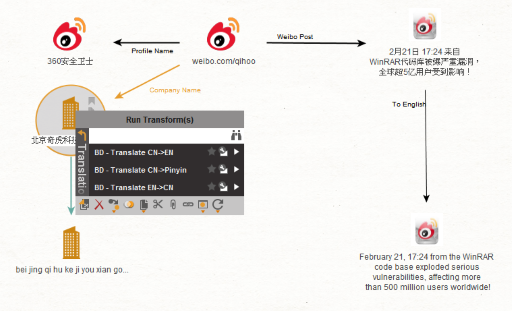 Weibo Post
Profile Name
360安全卫士
weibo.com/qihoo
2月21日 17:24 来自
WinRAR代码库被爆严重漏洞，
全球超5亿用户受到影响！
Company Name
Run Transform(s)
To English
北京奇虎科技
Translatio
BD - Translate CN->EN
BD - Translate CN->Pinyin
BD - Translate EN->CN
bei jing qi hu ke ji you xian go...
February 21, 17:24 from the WinRAR
code base exploded serious
vulnerabilities, affecting more
than 500 million users worldwide!